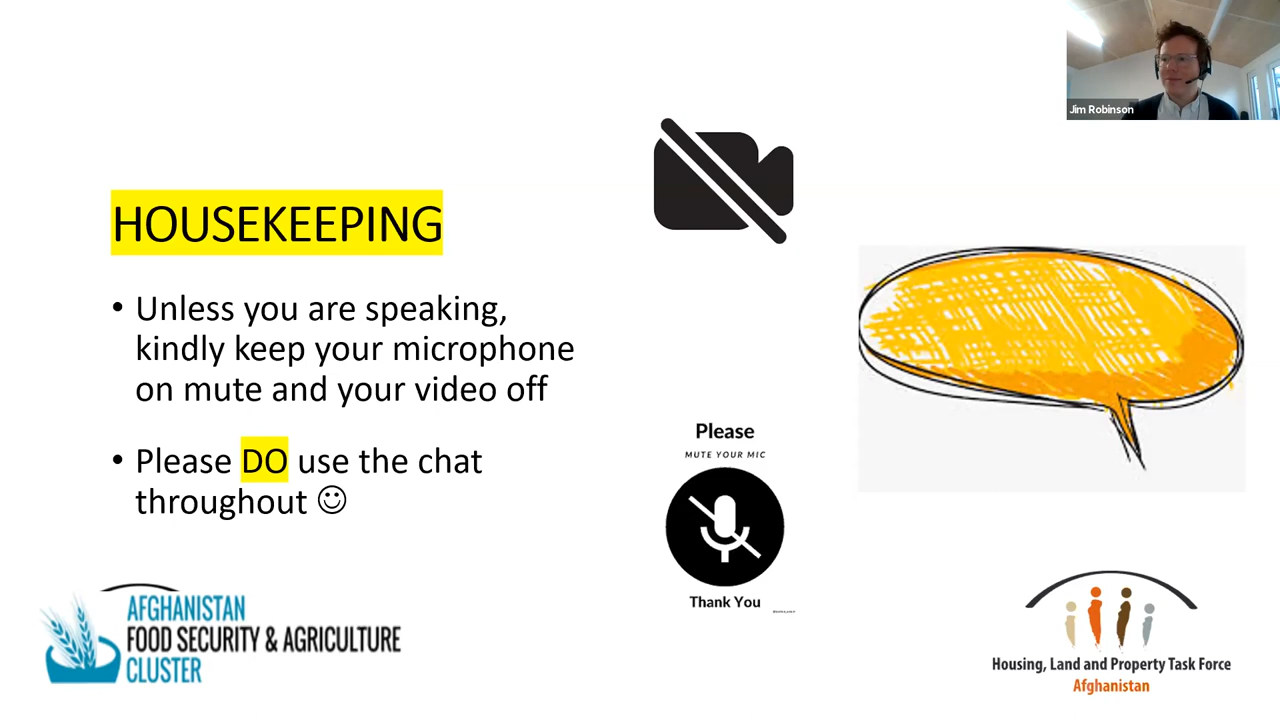 Jim Robinson
HOUSEKEEPING
• Unless you are speaking,
kindly keep your microphone
on mute and your video off
• Please DO use the chat
throughout ☺
Please
MUTE YOUR MIC
Thank You
AFGHANISTAN
FOOD SECURITY & AGRICULTURE
CLUSTER
Housing, Land and Property Task Force
Afghanistan